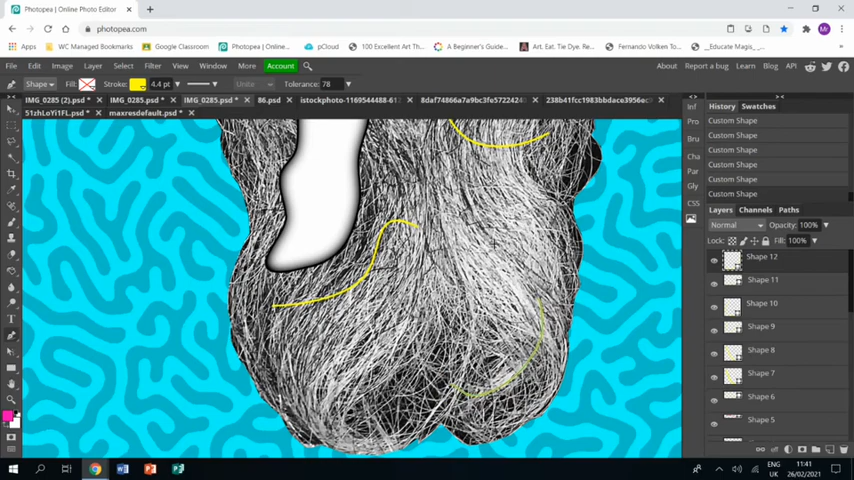 Photopea | Online Photo Editor
photopea.com
Apps WC Managed Bookmarks Google Classroom Photopea | Online Ph... pCloud 100 Excellent Art Th... A Beginner's Guide... Art. Eat. Tie Dye. Re... Fernando Volken To... __Educate Magis_
File Edit Image Layer Select Filter View Window More Account About Report a bug Learn Blog API
Shape Fill: Stroke: 4.4 pt Unite Tolerance: 78
IMG_0285 (2).psd * IMG_0285.psd * IMG_0285.psd * 86.psd istockphoto-1169544488-61
51zhLoYi1FL.psd * maxresdefault.psd *
Inf
Pro
Bru
Cha
Par
Gly
CSS
History Swatches
Custom Shape
Custom Shape
Custom Shape
Custom Shape
Custom Shape
Custom Shape
Layers Channels Paths
Normal Opacity: 100%
Lock: Fill: 100%
Shape 12
Shape 11
Shape 10
Shape 9
Shape 8
Shape 7
Shape 6
Shape 5
ENG 11:41
UK 26/02/2021